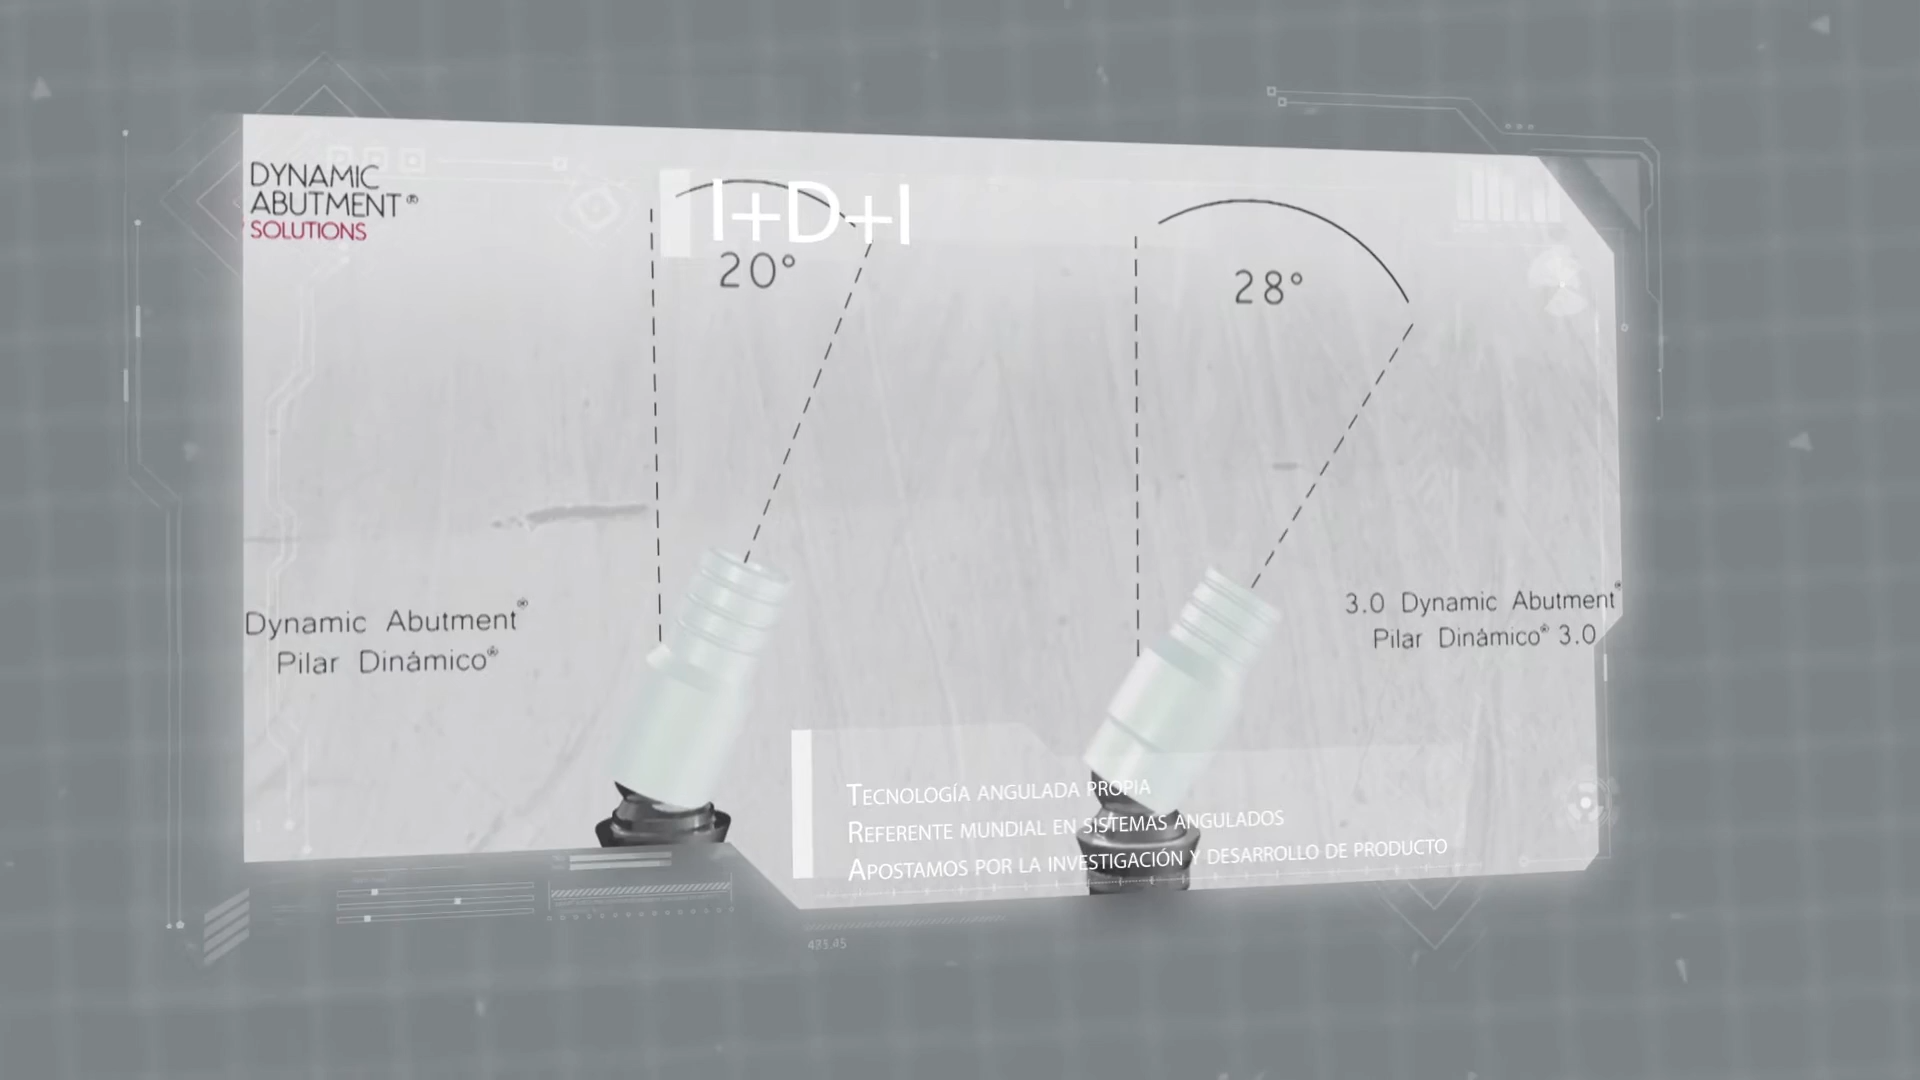 DYNAMIC
ABUTMENT®
SOLUTIONS
I+D+I
20°
28°
Dynamic Abutment®
Pilar Dinámico®
3.0 Dynamic Abutment®
Pilar Dinámico® 3.0
Tecnología angulada propia
Referente mundial en sistemas angulados
Apostamos por la investigación y desarrollo de producto